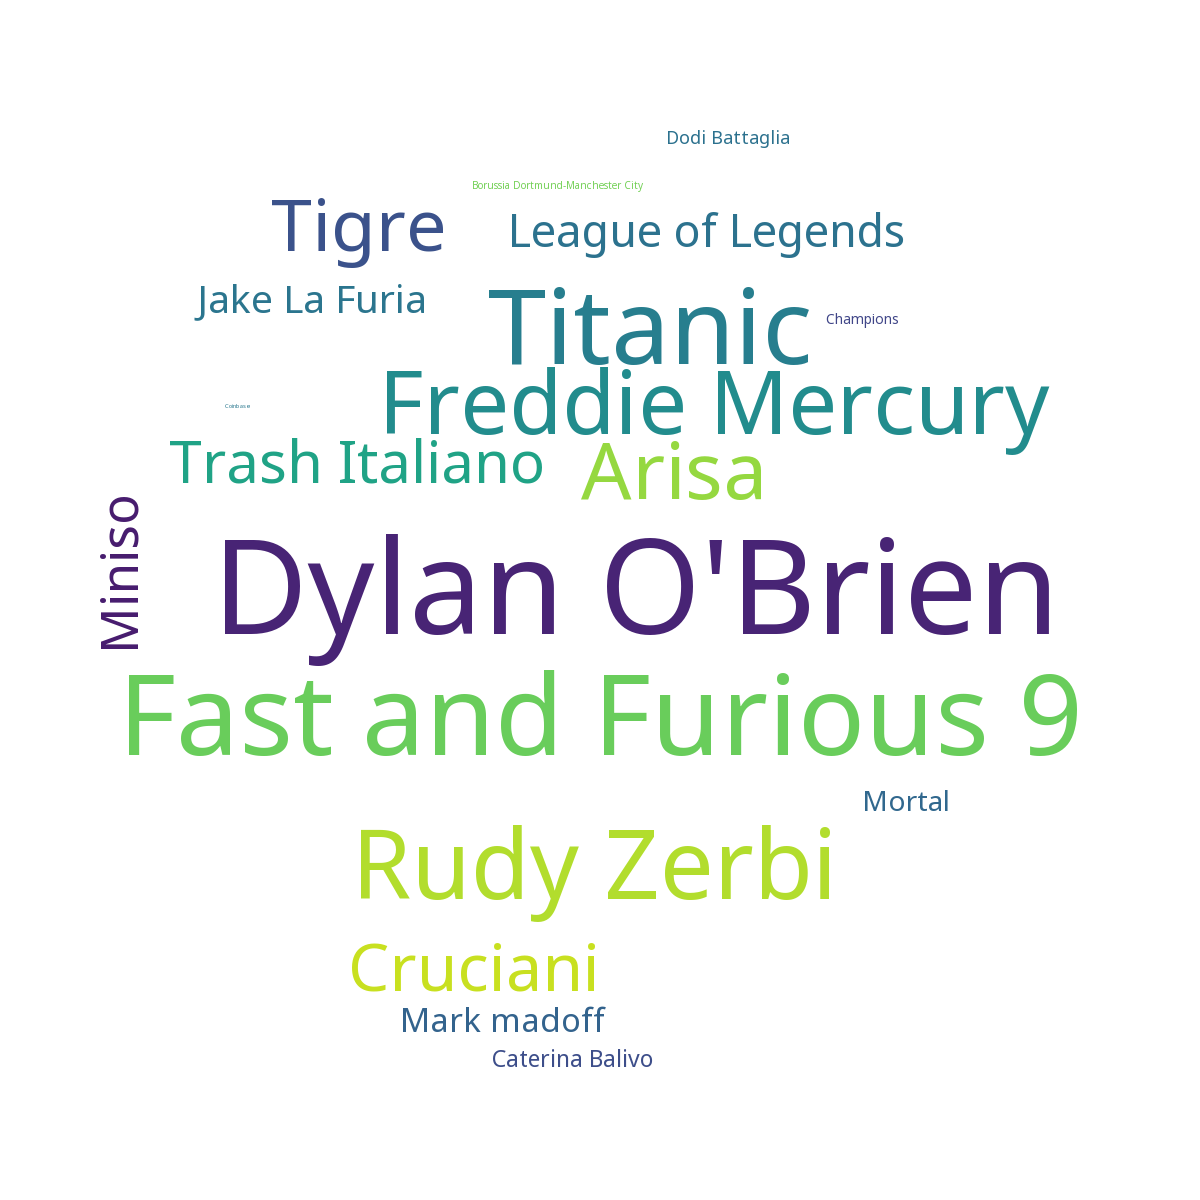 Dodi Battaglia
Borussia Dortmund-Manchester City
Tigre
League of Legends
Jake La Furia
Titanic
Champions
Freddie Mercury
Coinbase
Trash Italiano
Arisa
Miniso
Dylan O'Brien
Fast and Furious 9
Mortal
Rudy Zerbi
Cruciani
Mark madoff
Caterina Balivo